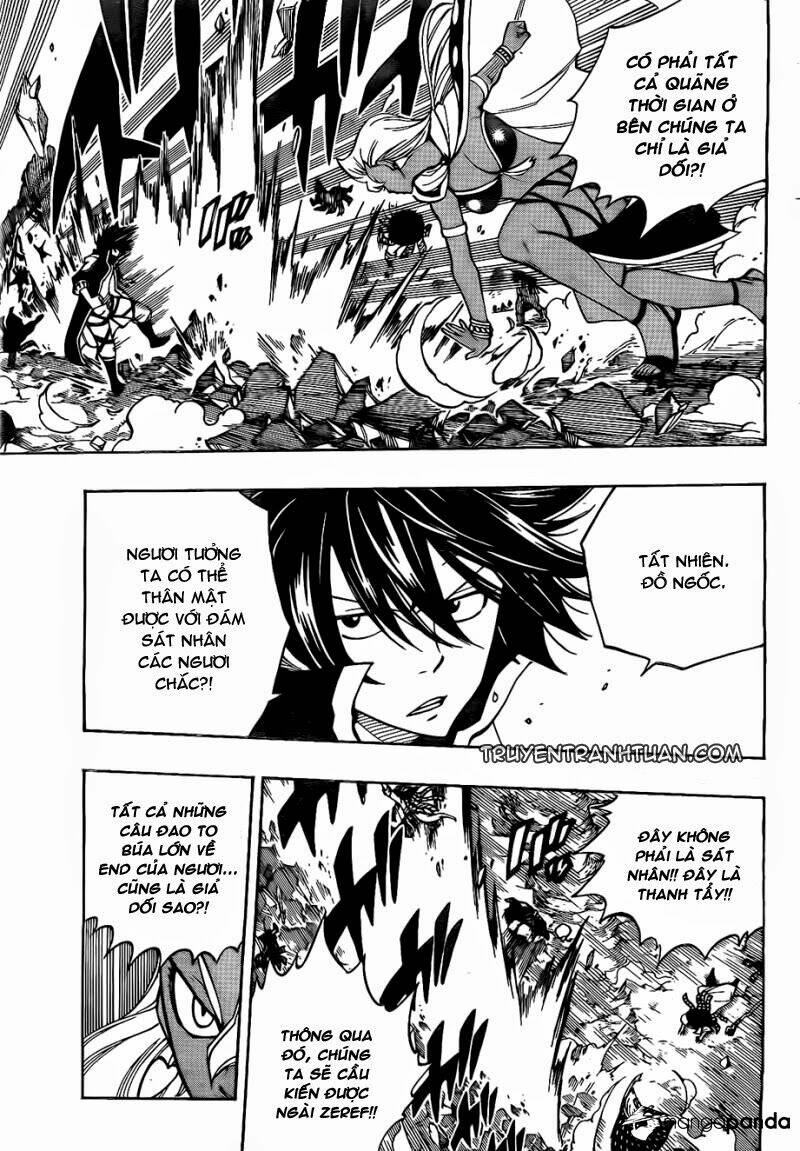 CÓ PHẢI TẤT
CẢ QUÃNG
THỜI GIAN Ở
BÊN CHÚNG TA
CHỈ LÀ GIẢ
DỐI?!
TẤT NHIÊN.
ĐỒ NGỐC.
NGƯƠI TƯỞNG
TA CÓ THỂ
THÂN MẬT
ĐƯỢC VỚI ĐÁM
SÁT NHÂN
CÁC NGƯƠI
CHẮC?!
TRUYENTRANHTUAN.COM
ĐÂY KHÔNG
PHẢI LÀ SÁT
NHÂN!! ĐÂY LÀ
THANH TẨY!!
THÔNG QUA
ĐÓ, CHÚNG
TA SẼ CẦU
KIẾN ĐƯỢC
NGÀI ZEREF!!
TẤT CẢ NHỮNG
CÂU ĐAO TO
BÚA LỚN VỀ
END CỦA NGƯƠI...
CŨNG LÀ GIẢ
DỐI SAO?!
mangapanda